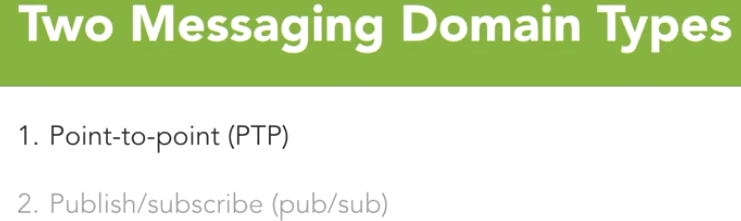 Two Messaging Domain Types
1. Point-to-point (PTP)
2. Publish/subscribe (pub/sub)